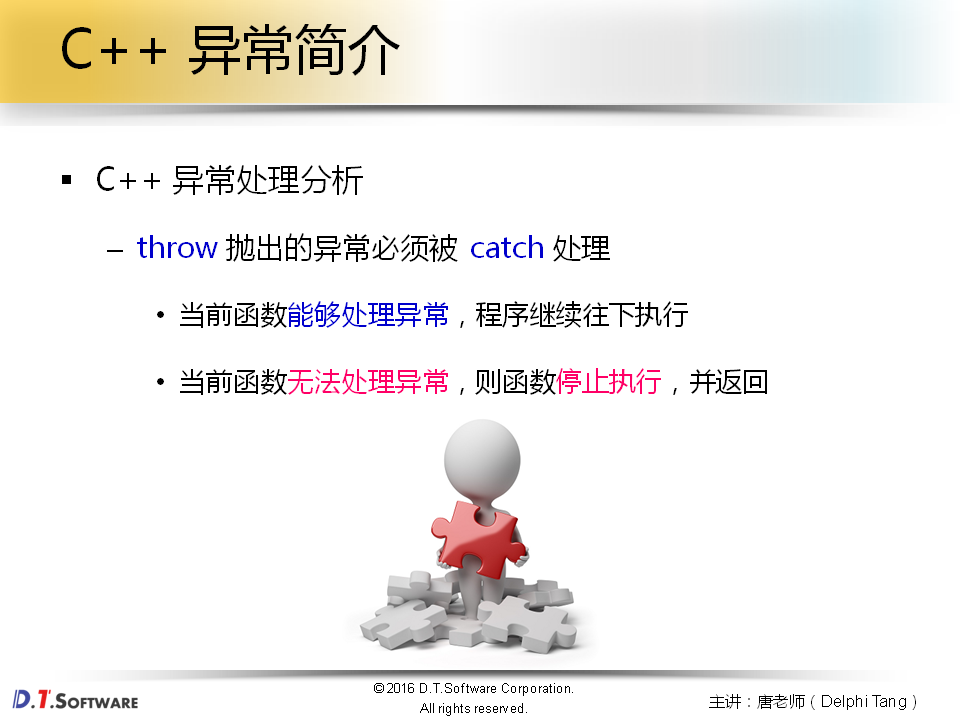 C++ 异常简介
▪ C++ 异常处理分析
– throw 抛出的异常必须被 catch 处理
• 当前函数能够处理异常，程序继续往下执行
• 当前函数无法处理异常，则函数停止执行，并返回
D.T.SOFTWARE
©2016 D.T.Software Corporation.
All rights reserved.
主讲：唐老师（Delphi Tang）